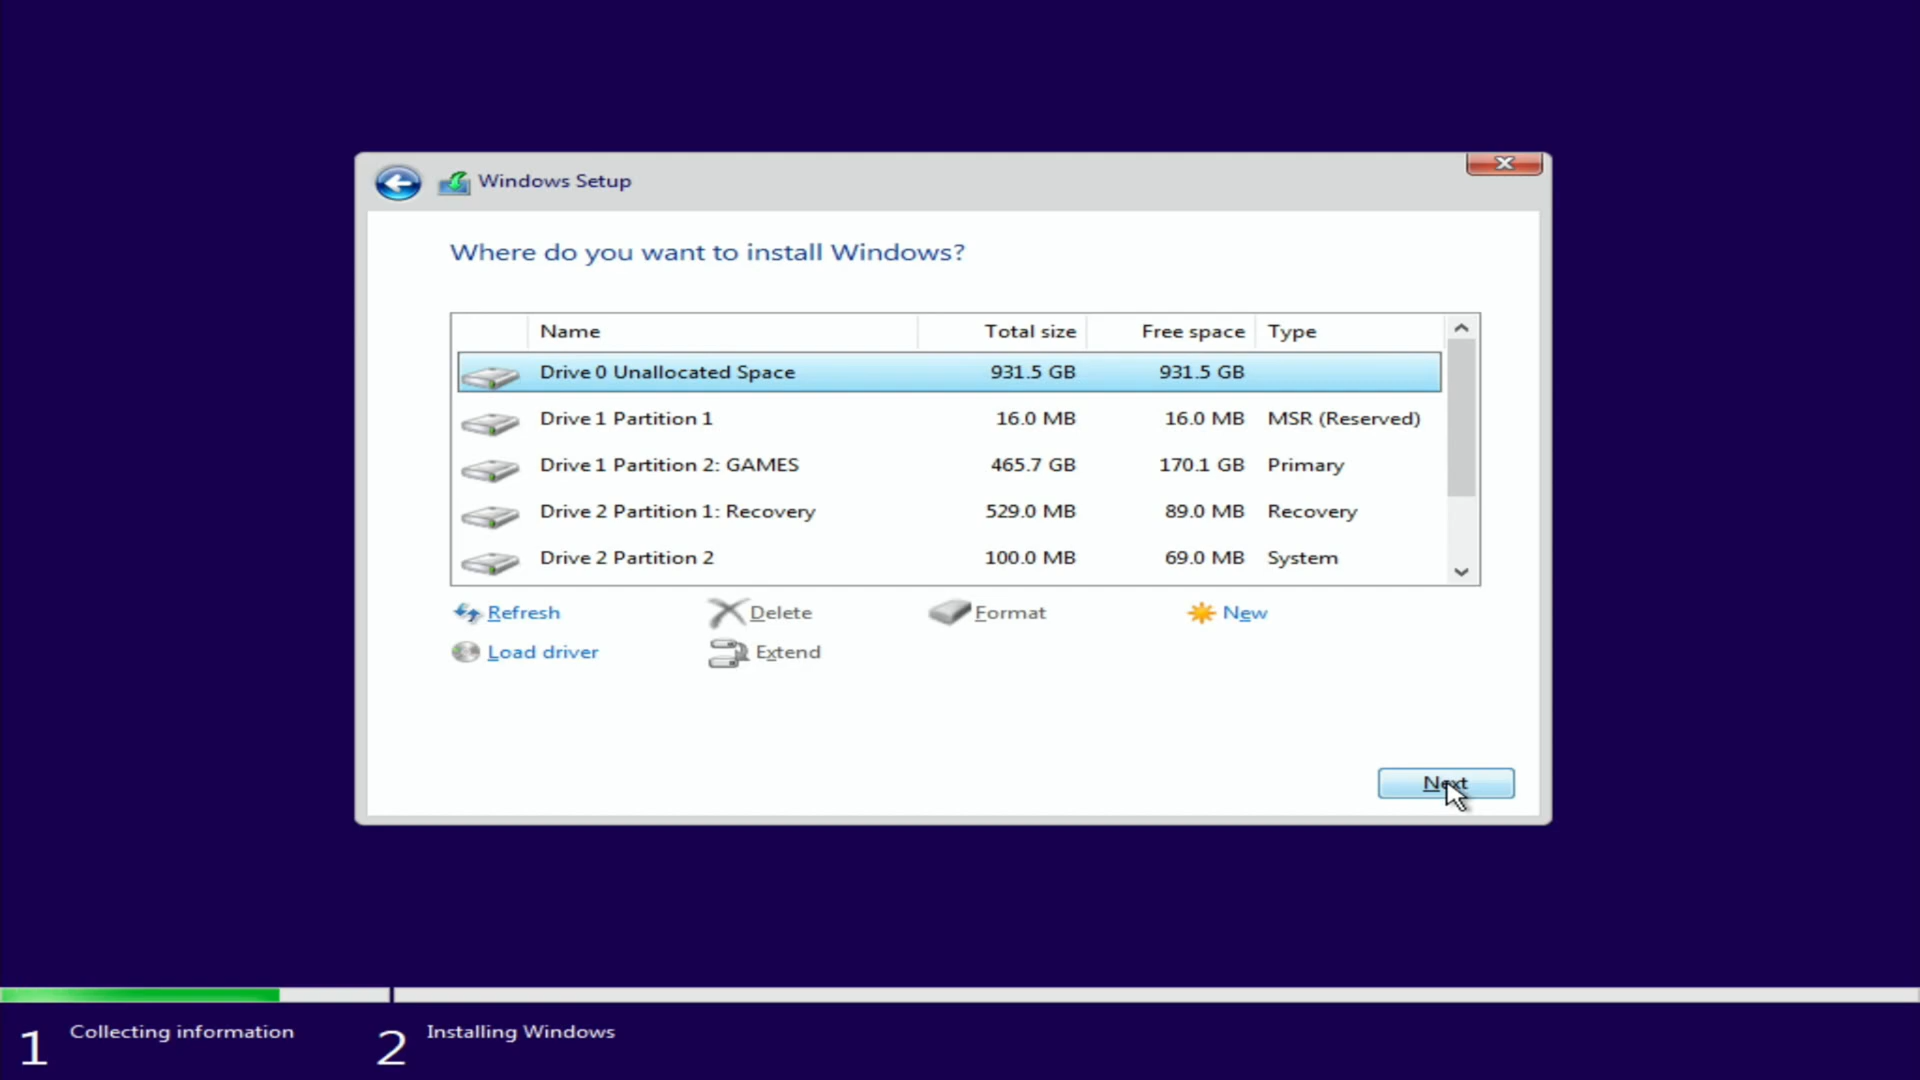 Windows Setup
Where do you want to install Windows?
Name Total size Free space Type
Drive 0 Unallocated Space 931.5 GB 931.5 GB
Drive 1 Partition 1 16.0 MB 16.0 MB MSR (Reserved)
Drive 1 Partition 2: GAMES 465.7 GB 170.1 GB Primary
Drive 2 Partition 1: Recovery 529.0 MB 89.0 MB Recovery
Drive 2 Partition 2 100.0 MB 69.0 MB System
Refresh Delete Format New
Load driver Extend
Next
1 Collecting information 2 Installing Windows